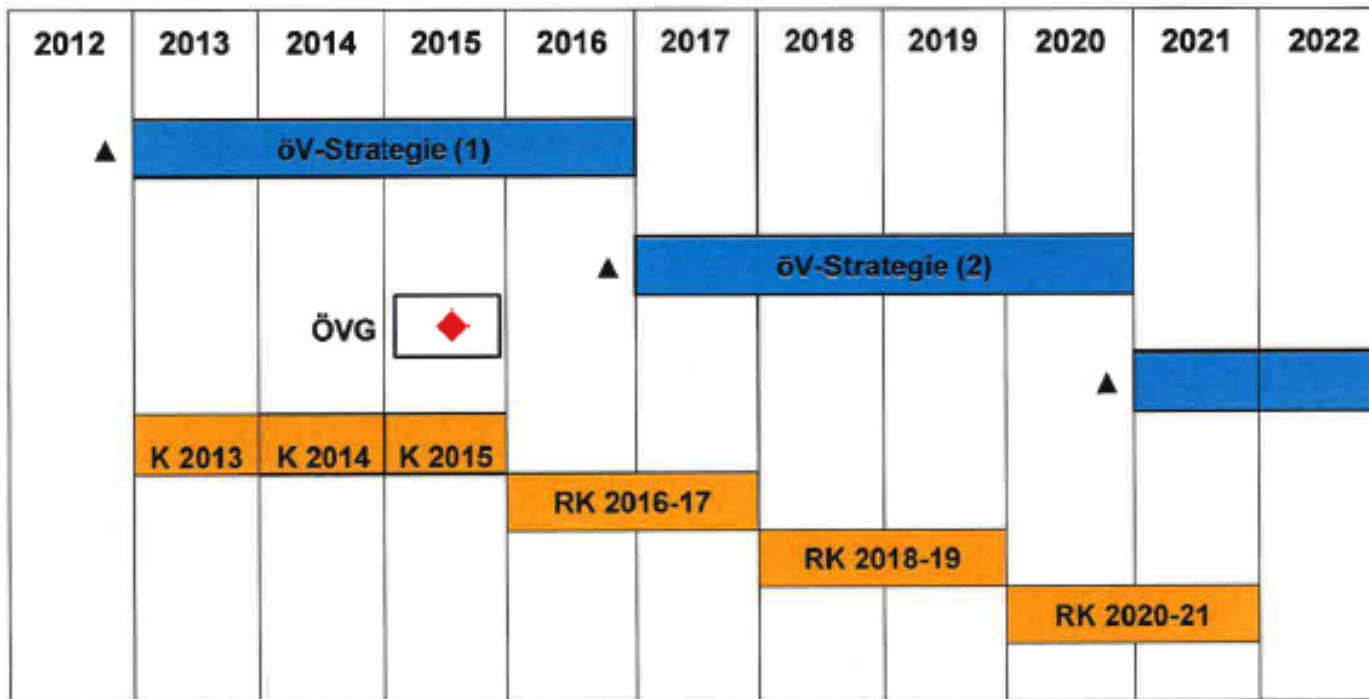 2012 2013 2014 2015 2016 2017 2018 2019 2020 2021 2022
öV-Strategie (1)
öV-Strategie (2)
ÖVG
K 2013 K 2014 K 2015
RK 2016-17
RK 2018-19
RK 2020-21